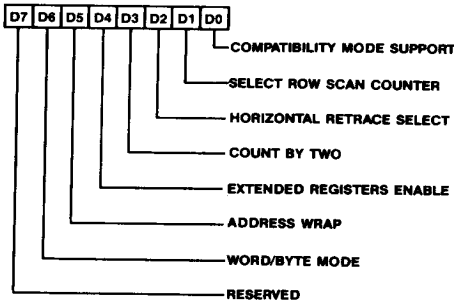 D7 D6 D5 D4 D3 D2 D1 D0
COMPATIBILITY MODE SUPPORT
SELECT ROW SCAN COUNTER
HORIZONTAL RETRACE SELECT
COUNT BY TWO
EXTENDED REGISTERS ENABLE
ADDRESS WRAP
WORD/BYTE MODE
RESERVED